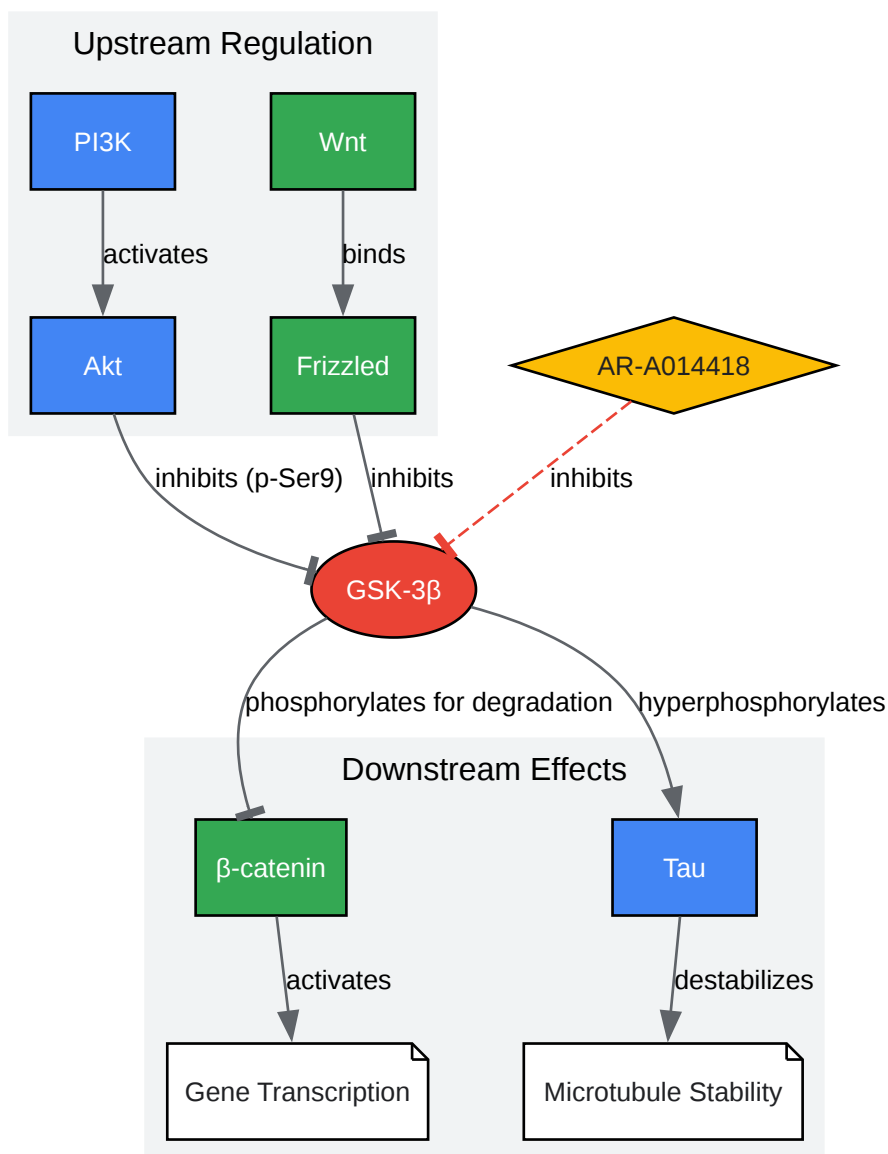 Upstream Regulation
PI3K
Wnt
activates
binds
Akt
Frizzled
AR-A014418
inhibits (p-Ser9)
inhibits
inhibits
GSK-3β
phosphorylates for degradation
hyperphosphorylates
Downstream Effects
β-catenin
Tau
activates
destabilizes
Gene Transcription
Microtubule Stability